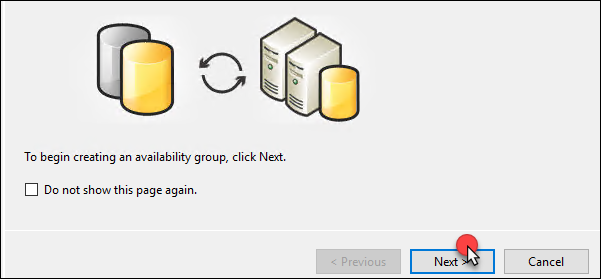 To begin creating an availability group, click Next.
Do not show this page again.
< Previous
Next >
Cancel